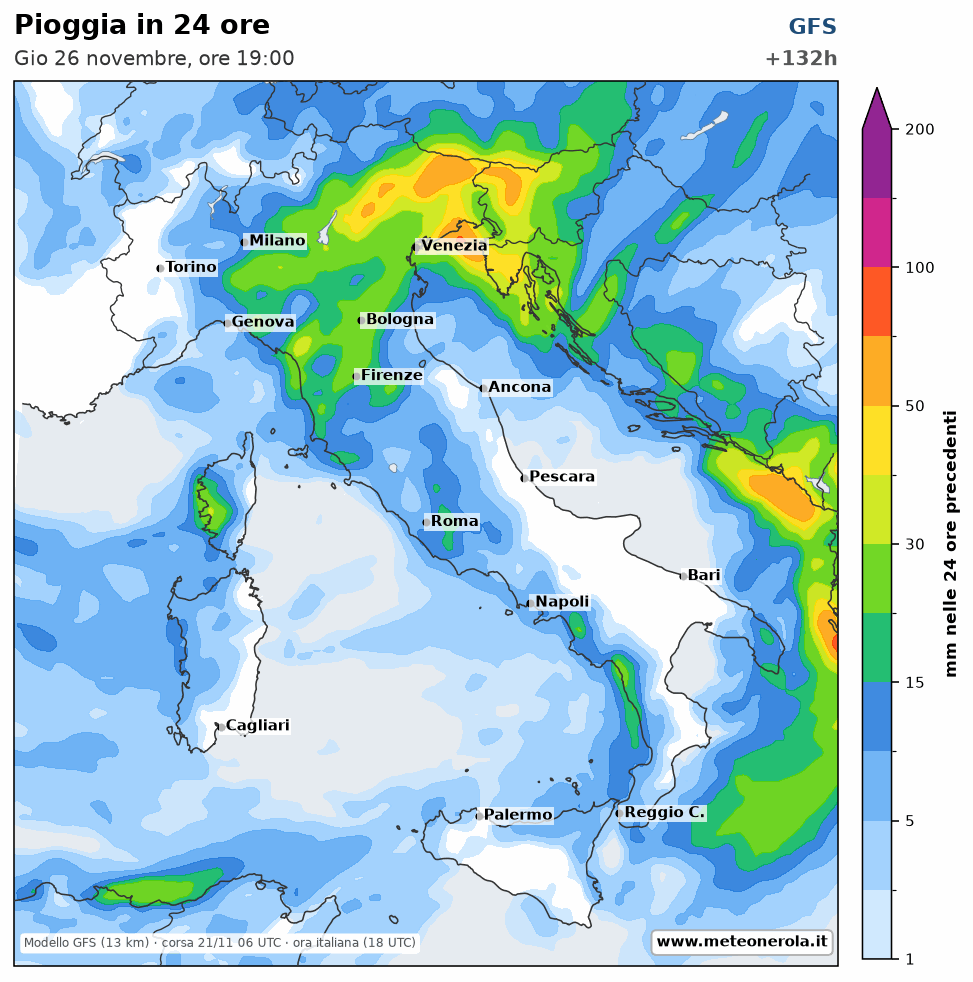 Pioggia in 24 ore
GFS
Gio 26 novembre, ore 19:00
+132h
200
100
50
30
15
5
1
mm nelle 24 ore precedenti
Milano
Venezia
Torino
Genova
Bologna
Firenze
Ancona
Pescara
Roma
Bari
Napoli
Cagliari
Palermo
Reggio C.
Modello GFS (13 km) · corsa 21/11 06 UTC · ora italiana (18 UTC)
www.meteonerola.it